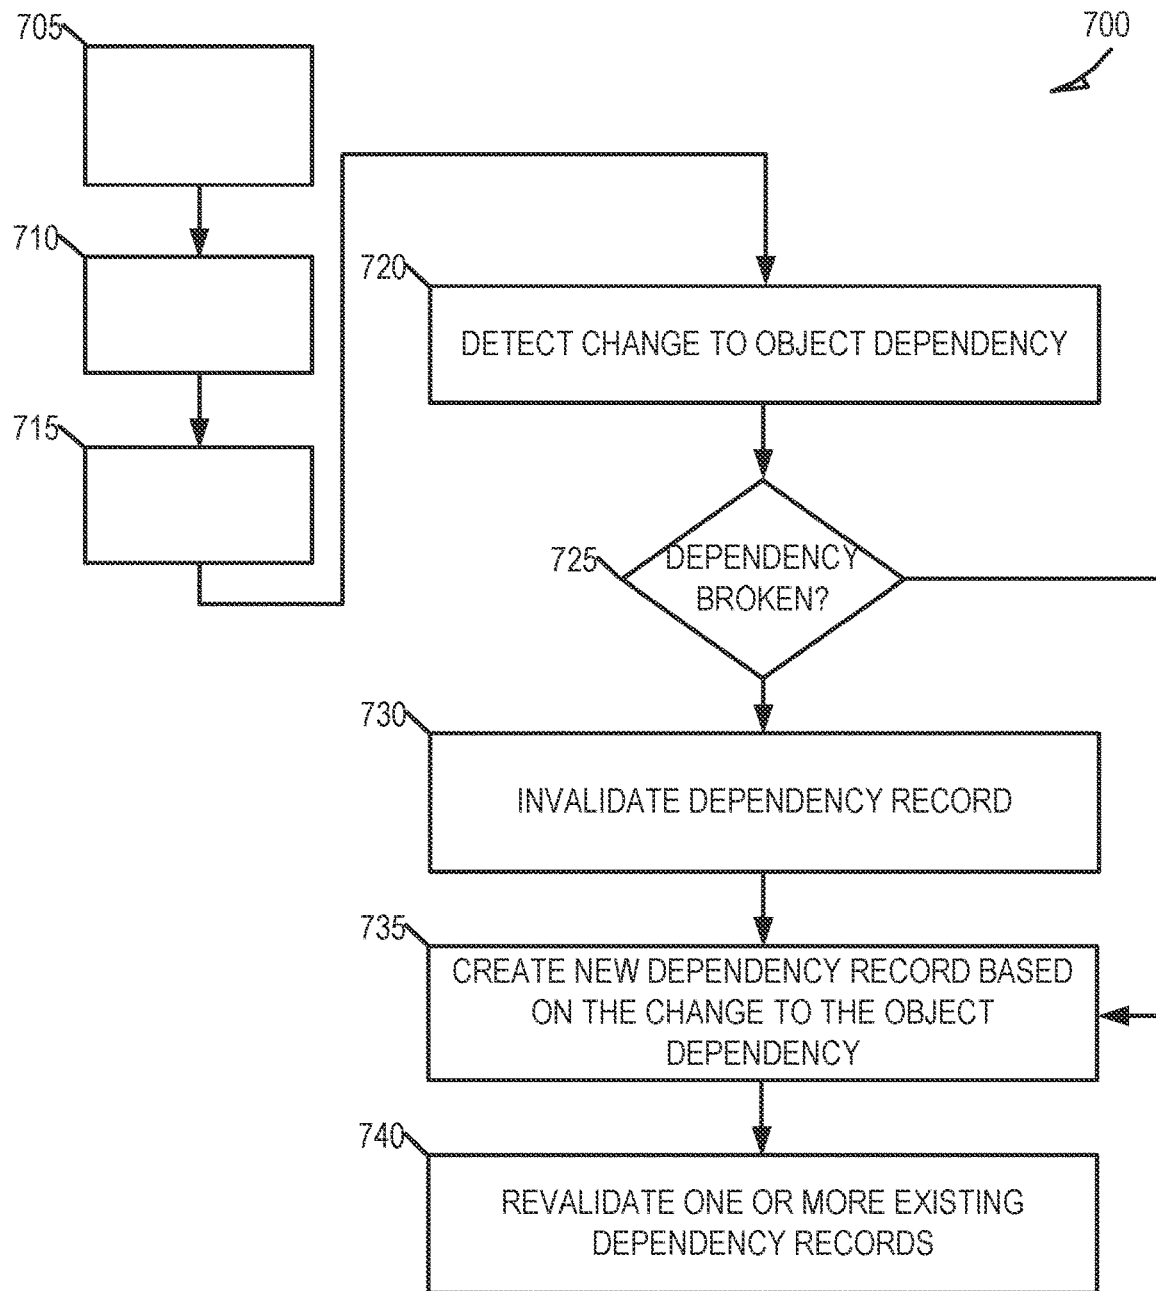 705
700
710
720
DETECT CHANGE TO OBJECT DEPENDENCY
715
725
DEPENDENCY
BROKEN?
730
INVALIDATE DEPENDENCY RECORD
735
CREATE NEW DEPENDENCY RECORD BASED
ON THE CHANGE TO THE OBJECT
DEPENDENCY
740
REVALIDATE ONE OR MORE EXISTING
DEPENDENCY RECORDS